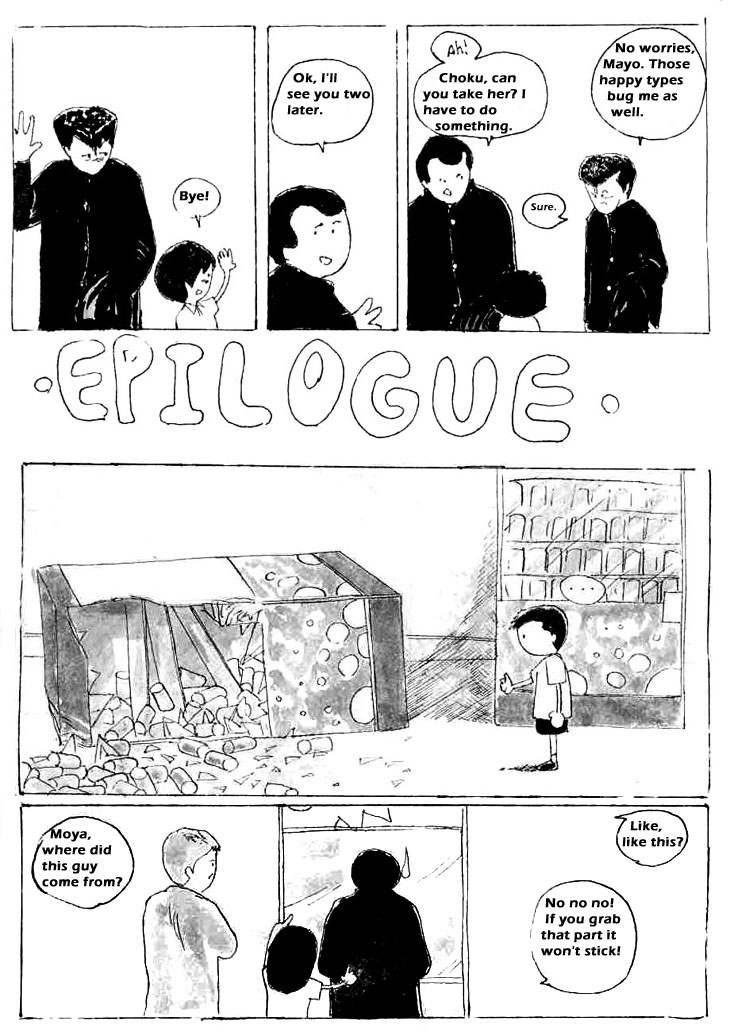 Bye!
Ok, I'll
see you two
later.
Ah!
Choku, can
you take her? I
have to do
something.
Sure.
No worries,
Mayo. Those
happy types
bug me as
well.
·EPILOGUE.
...
Moya,
where did
this guy
come from?
Like,
like this?
No no no!
If you grab
that part it
won't stick!